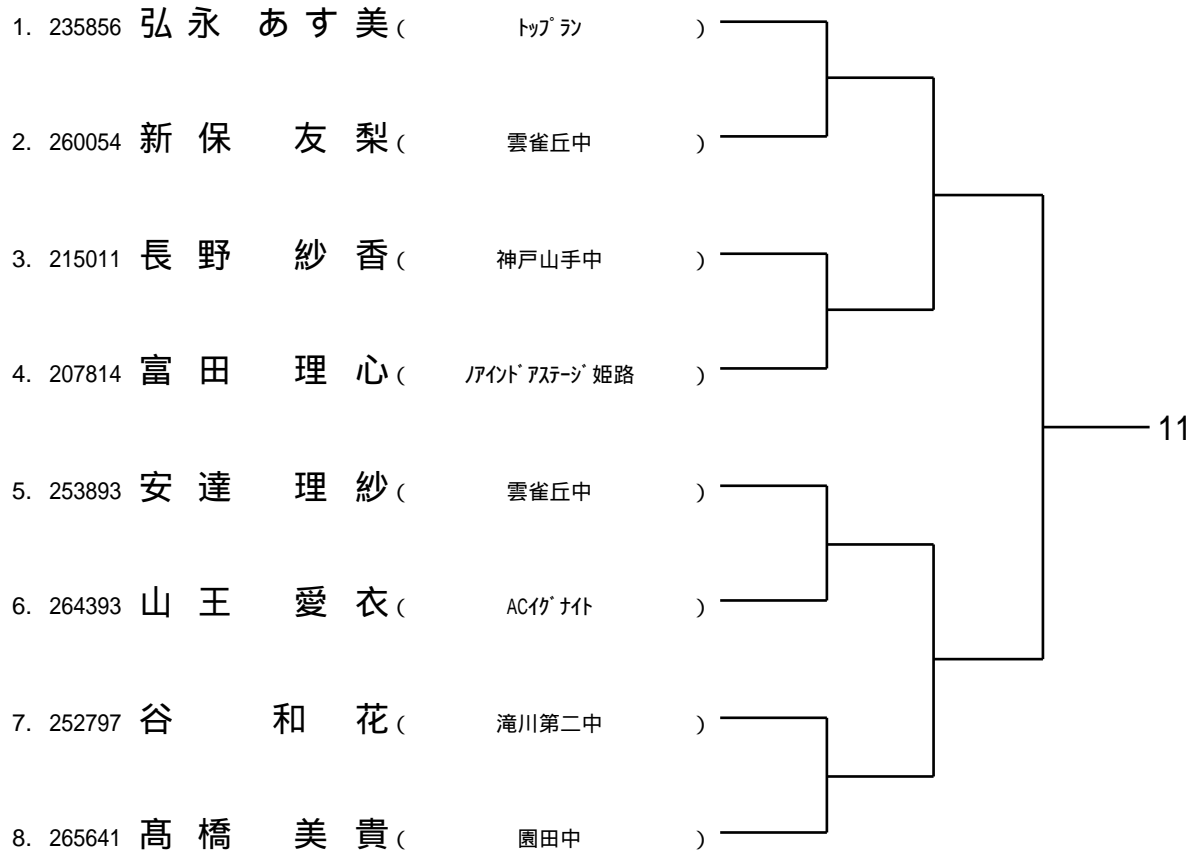 1. 235856 弘永 あす美 ( ﾄｯﾌﾟﾗﾝ )
2. 260054 新保 友梨 ( 雲雀丘中 )
3. 215011 長野 紗香 ( 神戸山手中 )
4. 207814 富田 理心 ( ﾉｱｲﾝﾄﾞｱｽﾃｰｼﾞ姫路 )
11
5. 253893 安達 理紗 ( 雲雀丘中 )
6. 264393 山王 愛衣 ( ACｲｸﾞﾅｲﾄ )
7. 252797 谷 和花 ( 滝川第二中 )
8. 265641 髙橋 美貴 ( 園田中 )